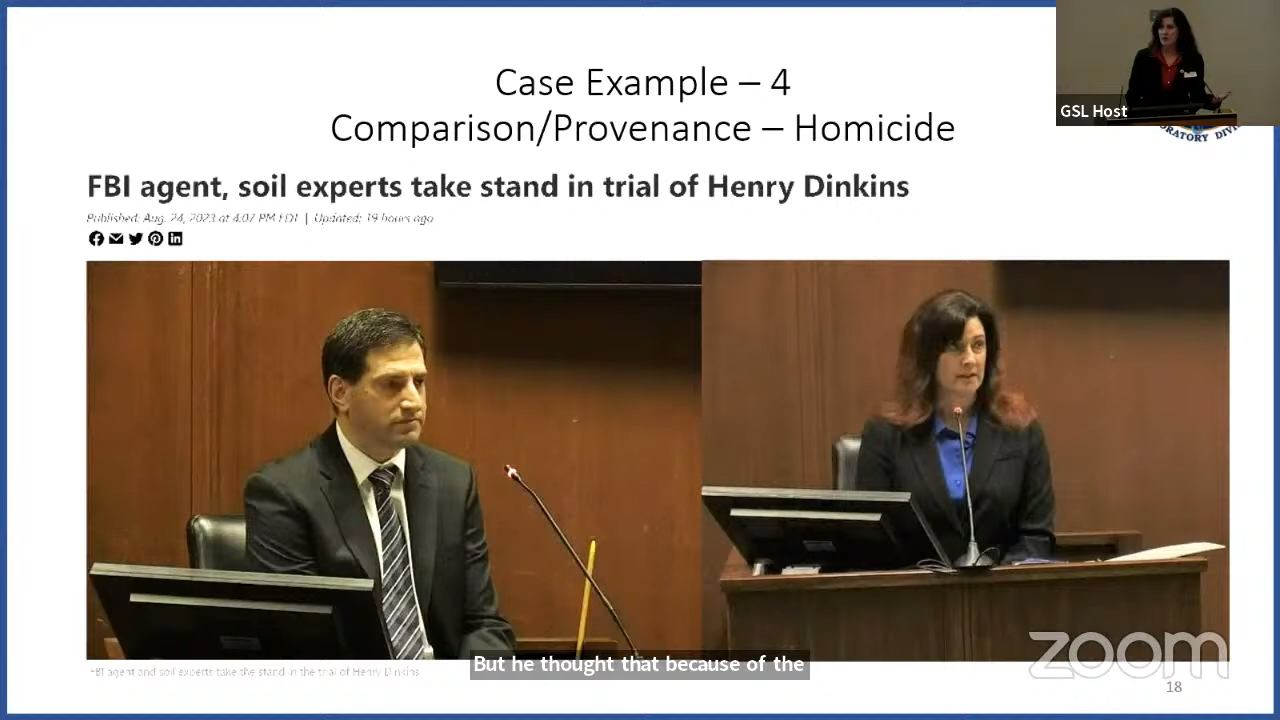 Case Example – 4
Comparison/Provenance – Homicide
GSL Host
ORATORY DIVI
FBI agent, soil experts take stand in trial of Henry Dinkins
Published: Aug. 24, 2023 at 4:07 PM EDT | Updated: 19 hours ago
FBI agent and soil experts take the stand in the trial of Henry Dinkins
But he thought that because of the
zoom
18